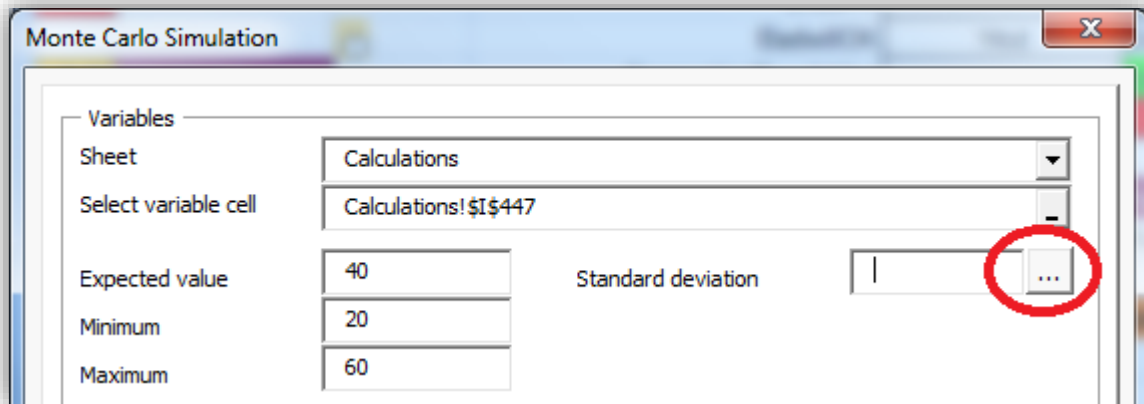 Monte Carlo Simulation
Variables
Sheet Calculations
Select variable cell Calculations!$I$447
Expected value 40 Standard deviation ...
Minimum 20
Maximum 60